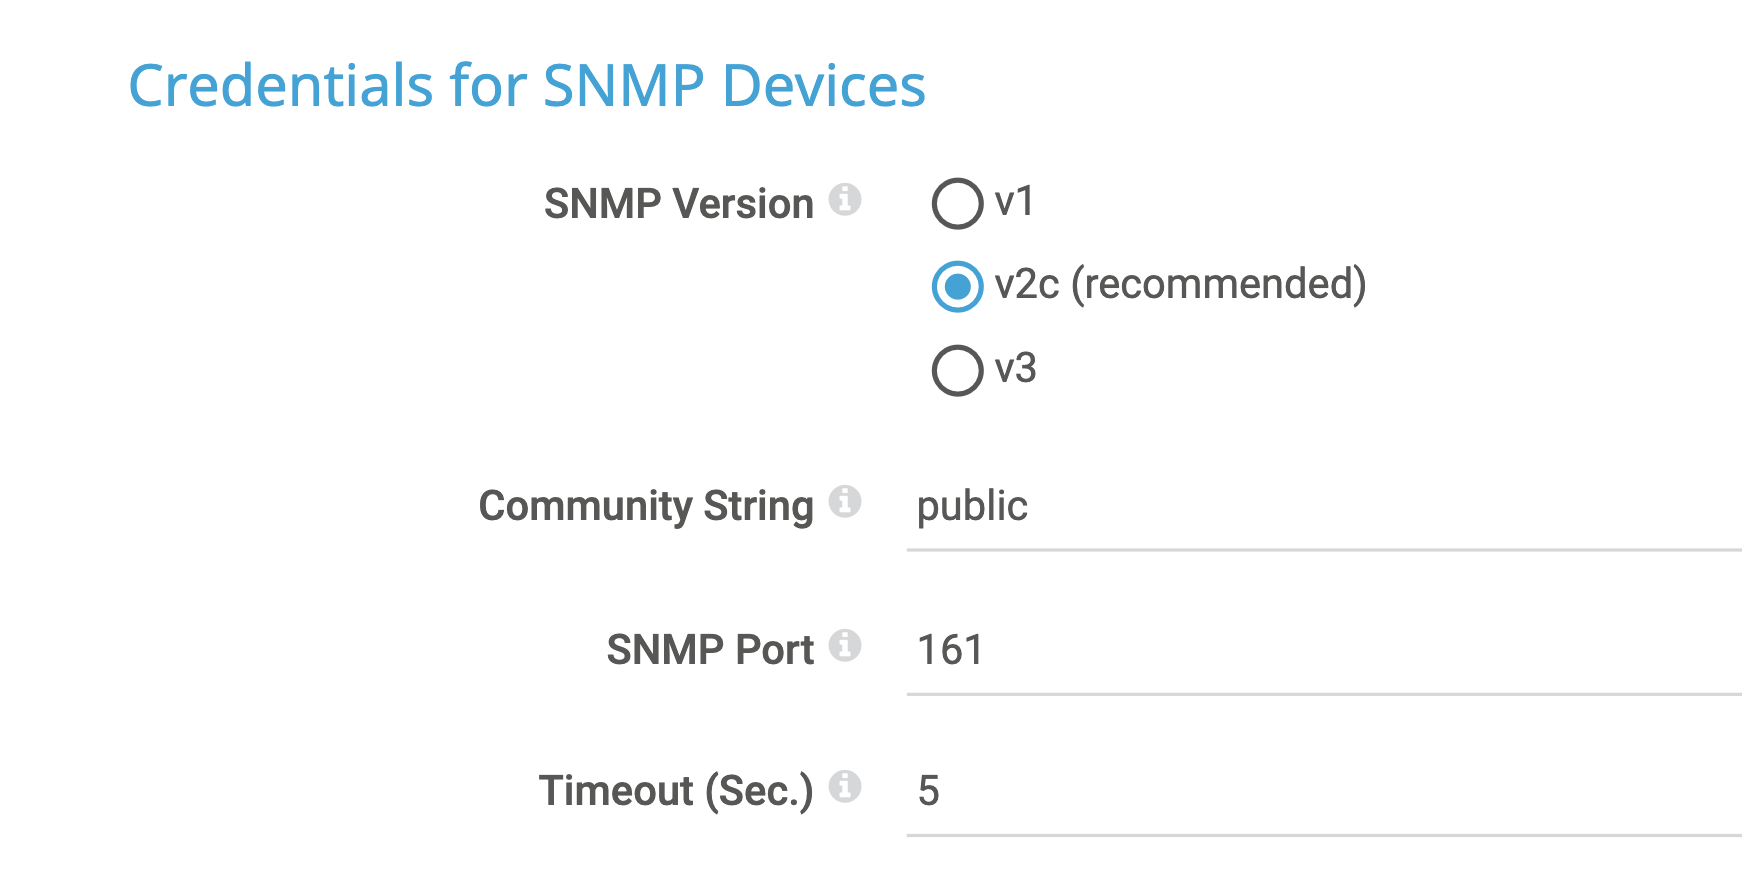 Credentials for SNMP Devices
SNMP Version v1
v2c (recommended)
v3
Community String public
SNMP Port 161
Timeout (Sec.) 5